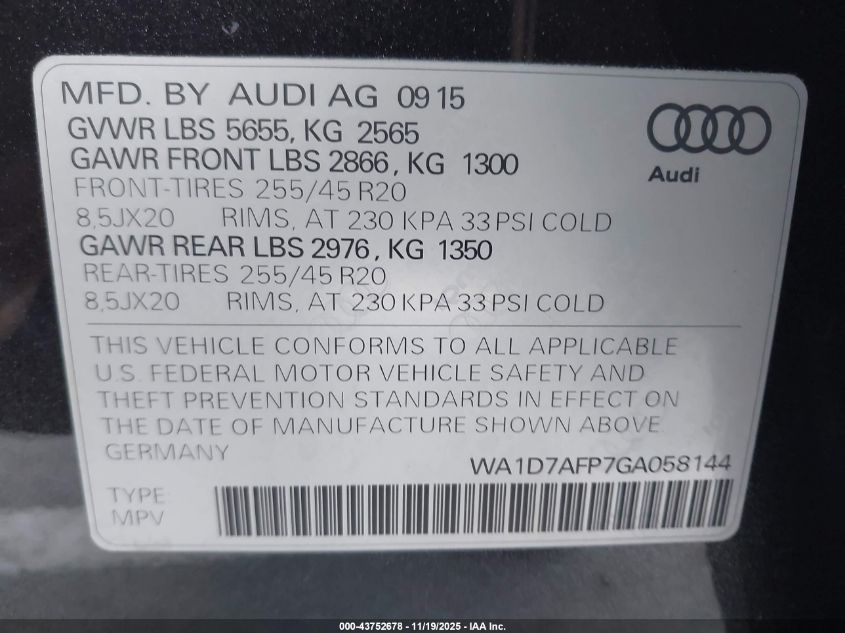 MFD. BY AUDI AG 09 15
GVWR LBS 5655, KG 2565
GAWR FRONT LBS 2866, KG 1300
FRONT-TIRES 255/45 R20
8,5JX20 RIMS, AT 230 KPA 33 PSI COLD
GAWR REAR LBS 2976, KG 1350
REAR-TIRES 255/45 R20
8,5JX20 RIMS, AT 230 KPA 33 PSI COLD
Audi
THIS VEHICLE CONFORMS TO ALL APPLICABLE
U.S. FEDERAL MOTOR VEHICLE SAFETY AND
THEFT PREVENTION STANDARDS IN EFFECT ON
THE DATE OF MANUFACTURE SHOWN ABOVE.
GERMANY
WA1D7AFP7GA058144
TYPE:
MPV
000-43752678 - 11/19/2025 - IAA Inc.